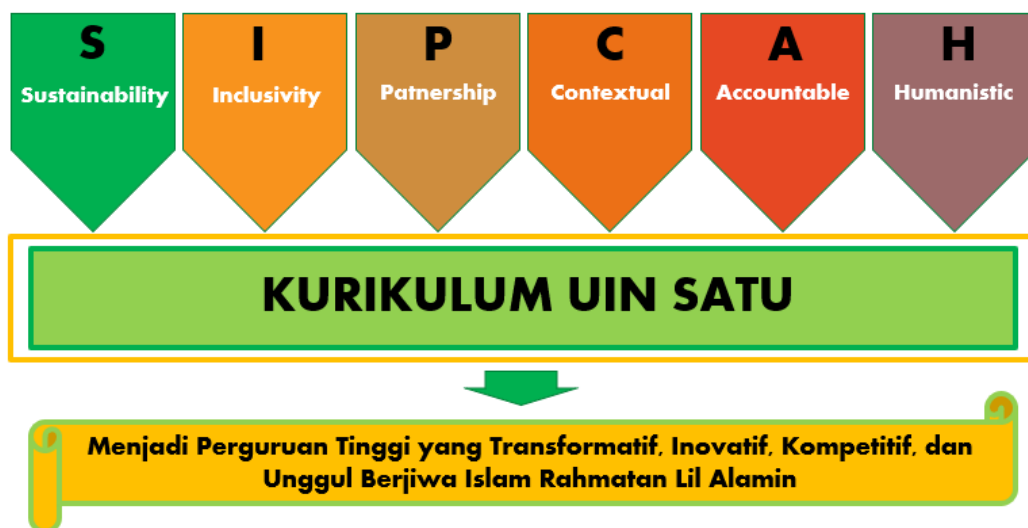 S I P C A H
Sustainability Inclusivity Patnership Contextual Accountable Humanistic
KURIKULUM UIN SATU
Menjadi Perguruan Tinggi yang Transformatif, Inovatif, Kompetitif, dan
Unggul Berjiwa Islam Rahmatan Lil Alamin